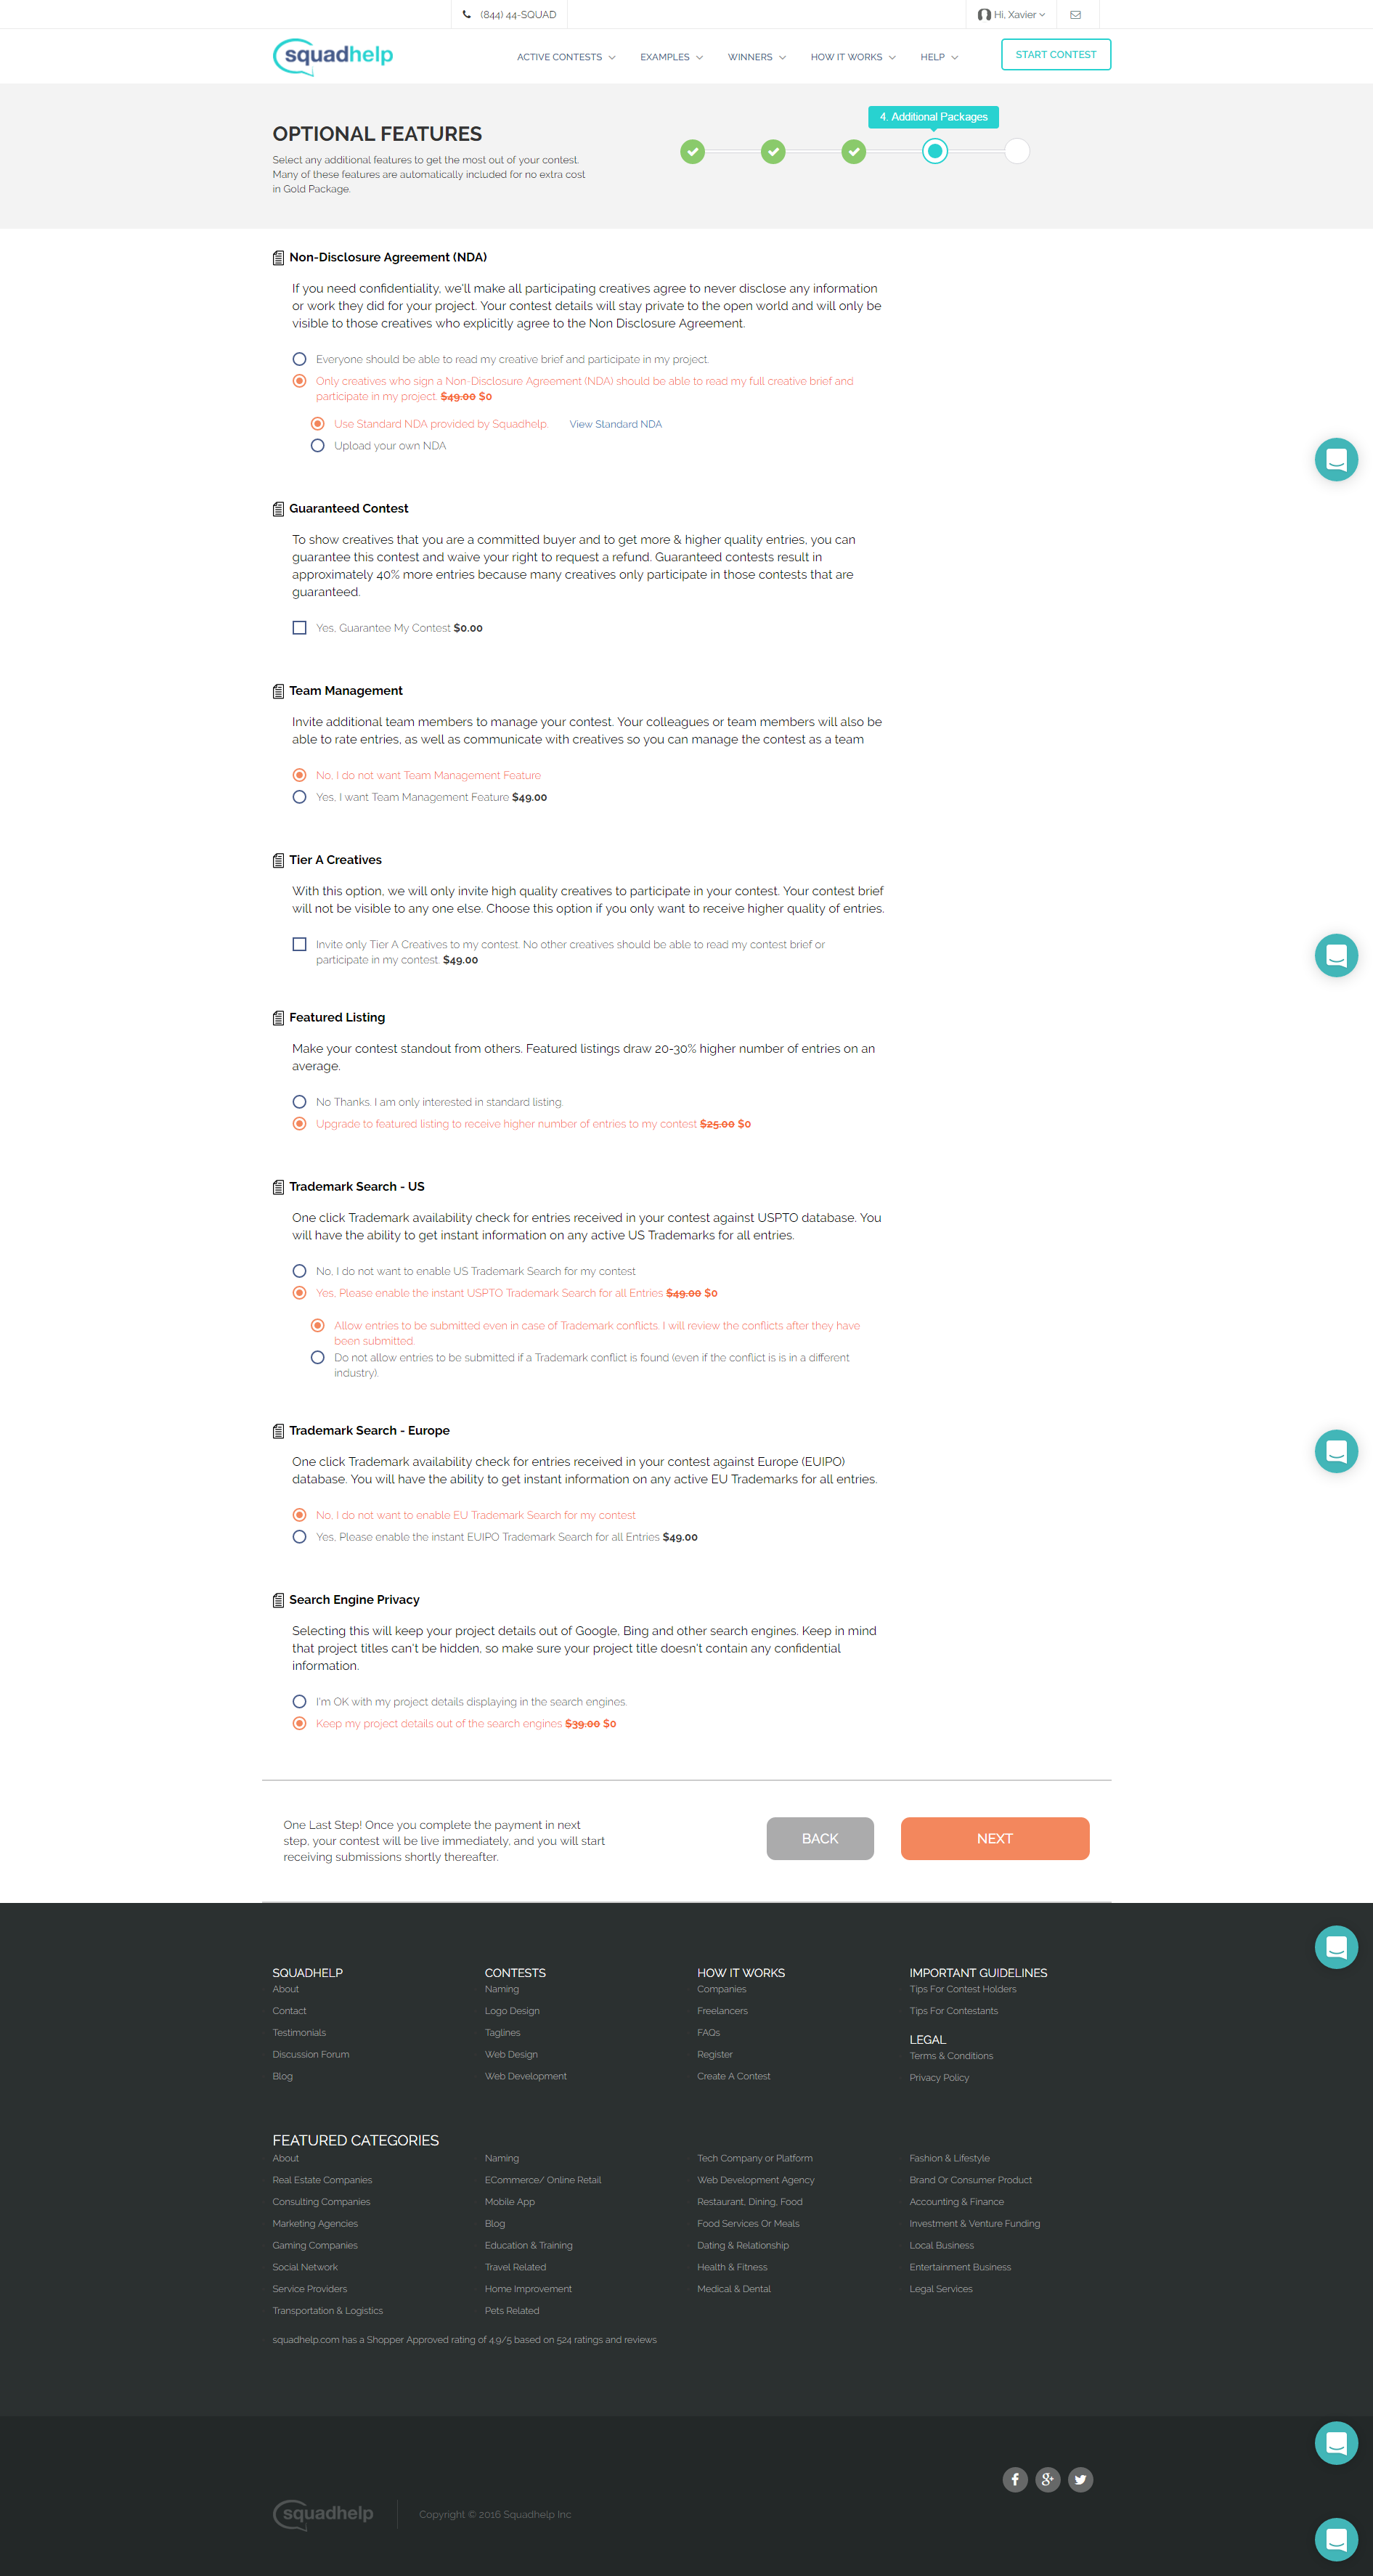 (844) 44-SQUAD
Hi, Xavier
squadhelp
ACTIVE CONTESTS
EXAMPLES
WINNERS
HOW IT WORKS
HELP
START CONTEST
4. Additional Packages
OPTIONAL FEATURES
Select any additional features to get the most out of your contest.
Many of these features are automatically included for no extra cost
in Gold Package.
Non-Disclosure Agreement (NDA)
If you need confidentiality, we'll make all participating creatives agree to never disclose any information
or work they did for your project. Your contest details will stay private to the open world and will only be
visible to those creatives who explicitly agree to the Non Disclosure Agreement.
Everyone should be able to read my creative brief and participate in my project.
Only creatives who sign a Non-Disclosure Agreement (NDA) should be able to read my full creative brief and
participate in my project. $49.00 $0
Use Standard NDA provided by Squadhelp. View Standard NDA
Upload your own NDA
Guaranteed Contest
To show creatives that you are a committed buyer and to get more & higher quality entries, you can
guarantee this contest and waive your right to request a refund. Guaranteed contests result in
approximately 40% more entries because many creatives only participate in those contests that are
guaranteed.
Yes, Guarantee My Contest $0.00
Team Management
Invite additional team members to manage your contest. Your colleagues or team members will also be
able to rate entries, as well as communicate with creatives so you can manage the contest as a team
No, I do not want Team Management Feature
Yes, I want Team Management Feature $49.00
Tier A Creatives
With this option, we will only invite high quality creatives to participate in your contest. Your contest brief
will not be visible to any one else. Choose this option if you only want to receive higher quality of entries.
Invite only Tier A Creatives to my contest. No other creatives should be able to read my contest brief or
participate in my contest. $49.00
Featured Listing
Make your contest standout from others. Featured listings draw 20-30% higher number of entries on an
average.
No Thanks. I am only interested in standard listing.
Upgrade to featured listing to receive higher number of entries to my contest $25.00 $0
Trademark Search - US
One click Trademark availability check for entries received in your contest against USPTO database. You
will have the ability to get instant information on any active US Trademarks for all entries.
No, I do not want to enable US Trademark Search for my contest
Yes, Please enable the instant USPTO Trademark Search for all Entries $49.00 $0
Allow entries to be submitted even in case of Trademark conflicts. I will review the conflicts after they have
been submitted.
Do not allow entries to be submitted if a Trademark conflict is found (even if the conflict is is in a different
industry).
Trademark Search - Europe
One click Trademark availability check for entries received in your contest against Europe (EUIPO)
database. You will have the ability to get instant information on any active EU Trademarks for all entries.
No, I do not want to enable EU Trademark Search for my contest
Yes, Please enable the instant EUIPO Trademark Search for all Entries $49.00
Search Engine Privacy
Selecting this will keep your project details out of Google, Bing and other search engines. Keep in mind
that project titles can't be hidden, so make sure your project title doesn't contain any confidential
information.
I'm OK with my project details displaying in the search engines.
Keep my project details out of the search engines $39.00 $0
One Last Step! Once you complete the payment in next
step, your contest will be live immediately, and you will start
receiving submissions shortly thereafter.
BACK
NEXT
SQUADHELP
About
Contact
Testimonials
Discussion Forum
Blog
CONTESTS
Naming
Logo Design
Taglines
Web Design
Web Development
HOW IT WORKS
Companies
Freelancers
FAQs
Register
Create A Contest
IMPORTANT GUIDELINES
Tips For Contest Holders
Tips For Contestants
LEGAL
Terms & Conditions
Privacy Policy
FEATURED CATEGORIES
About
Real Estate Companies
Consulting Companies
Marketing Agencies
Gaming Companies
Social Network
Service Providers
Transportation & Logistics
Naming
ECommerce/ Online Retail
Mobile App
Blog
Education & Training
Travel Related
Home Improvement
Pets Related
Tech Company or Platform
Web Development Agency
Restaurant, Dining, Food
Food Services Or Meals
Dating & Relationship
Health & Fitness
Medical & Dental
Fashion & Lifestyle
Brand Or Consumer Product
Accounting & Finance
Investment & Venture Funding
Local Business
Entertainment Business
Legal Services
squadhelp.com has a Shopper Approved rating of 4.9/5 based on 524 ratings and reviews
squadhelp
Copyright © 2016 Squadhelp Inc